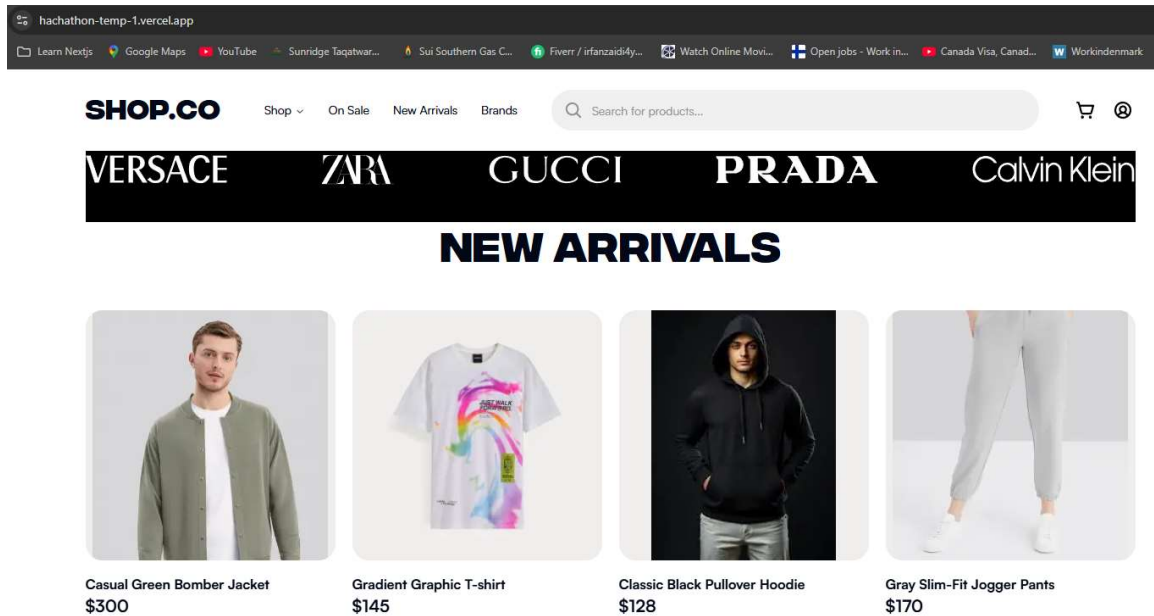 hachathon-temp-1.vercel.app
Learn Nextjs Google Maps YouTube Sunridge Taqatwar... Sui Southern Gas C... Fiverr / irfanzaidi4y... Watch Online Movi... Open jobs - Work in... Canada Visa, Canad... Workindenmark
SHOP.CO Shop On Sale New Arrivals Brands Search for products...
VERSACE ZARA GUCCI PRADA Calvin Klein
NEW ARRIVALS
JUST WALK
FORWARD.
Casual Green Bomber Jacket Gradient Graphic T-shirt Classic Black Pullover Hoodie Gray Slim-Fit Jogger Pants
$300 $145 $128 $170